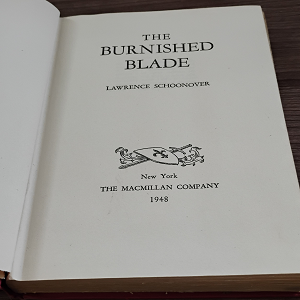 THE
BURNISHED
BLADE
LAWRENCE SCHOONOVER
New York
THE MACMILLAN COMPANY
1948